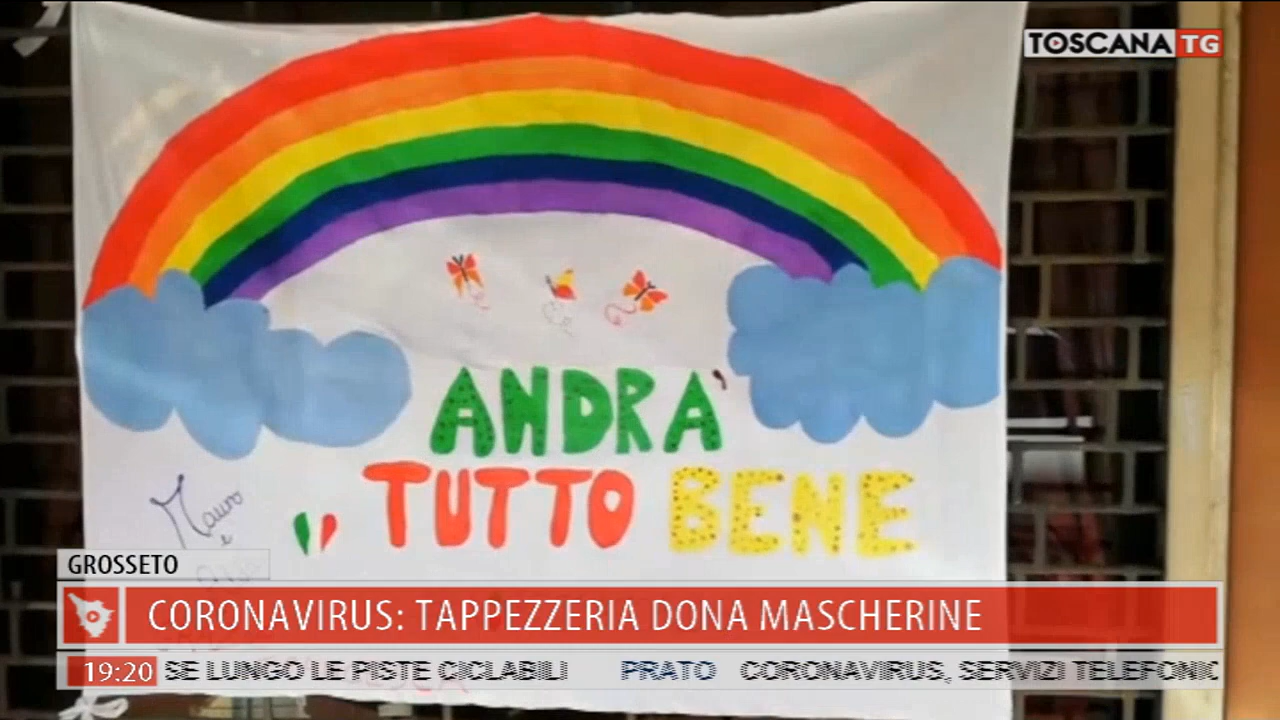 TOSCANA TG
ANDRA'
TUTTO BENE
Mauro
e
GROSSETO
CORONAVIRUS: TAPPEZZERIA DONA MASCHERINE
19:20 SE LUNGO LE PISTE CICLABILI PRATO CORONAVIRUS, SERVIZI TELEFONIC